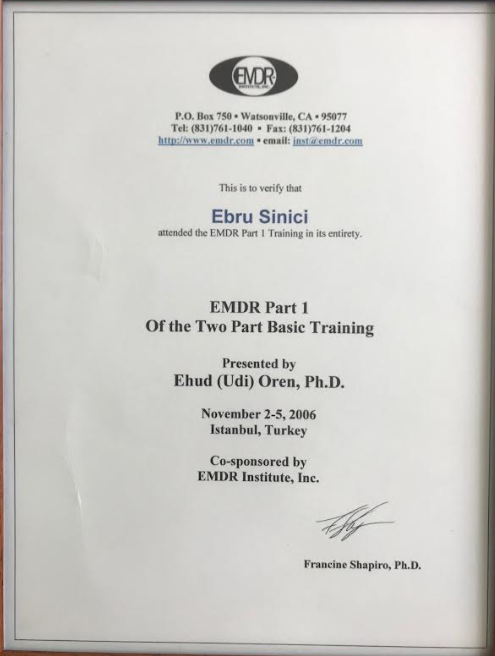 EMDR
INSTITUTE, INC.
P.O. Box 750 • Watsonville, CA • 95077
Tel: (831)761-1040 • Fax: (831)761-1204
http://www.emdr.com • email: inst@emdr.com
This is to verify that
Ebru Sinici
attended the EMDR Part 1 Training in its entirety.
EMDR Part 1
Of the Two Part Basic Training
Presented by
Ehud (Udi) Oren, Ph.D.
November 2-5, 2006
Istanbul, Turkey
Co-sponsored by
EMDR Institute, Inc.
Francine Shapiro, Ph.D.